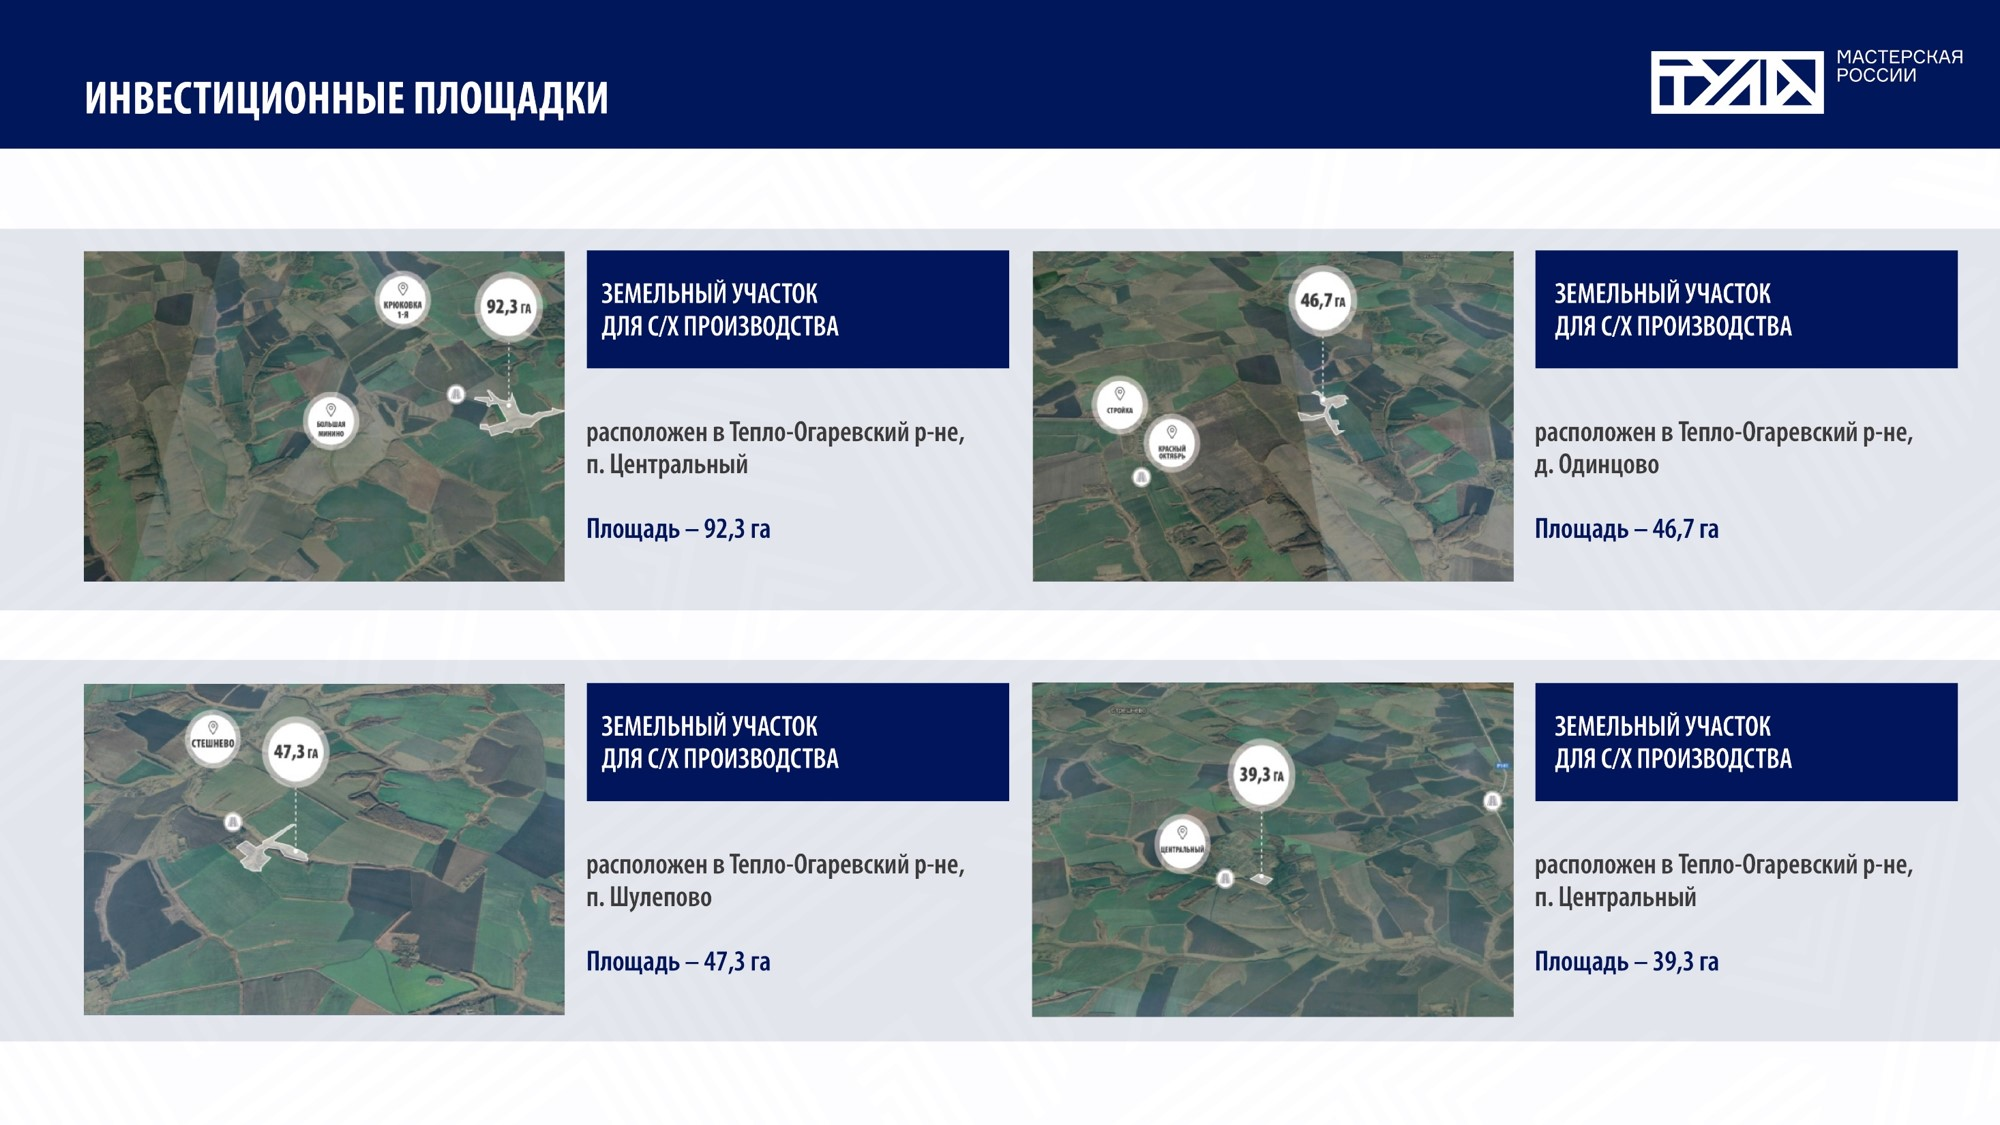 ИНВЕСТИЦИОННЫЕ ПЛОЩАДКИ
ТУЛА
МАСТЕРСКАЯ
РОССИИ
КРЮКОВКА
1-Я
92,3 ГА
БОЛЬШАЯ
МИНИНО
ЗЕМЕЛЬНЫЙ УЧАСТОК
ДЛЯ С/Х ПРОИЗВОДСТВА
расположен в Тепло-Огаревский р-не,
п. Центральный
Площадь – 92,3 га
46,7 ГА
СТРОЙКА
КРАСНЫЙ
ОКТЯБРЬ
ЗЕМЕЛЬНЫЙ УЧАСТОК
ДЛЯ С/Х ПРОИЗВОДСТВА
расположен в Тепло-Огаревский р-не,
д. Одинцово
Площадь – 46,7 га
СТЕШНЕВО
47,3 ГА
ЗЕМЕЛЬНЫЙ УЧАСТОК
ДЛЯ С/Х ПРОИЗВОДСТВА
расположен в Тепло-Огаревский р-не,
п. Шулепово
Площадь – 47,3 га
39,3 ГА
ЦЕНТРАЛЬНЫЙ
ЗЕМЕЛЬНЫЙ УЧАСТОК
ДЛЯ С/Х ПРОИЗВОДСТВА
расположен в Тепло-Огаревский р-не,
п. Центральный
Площадь – 39,3 га